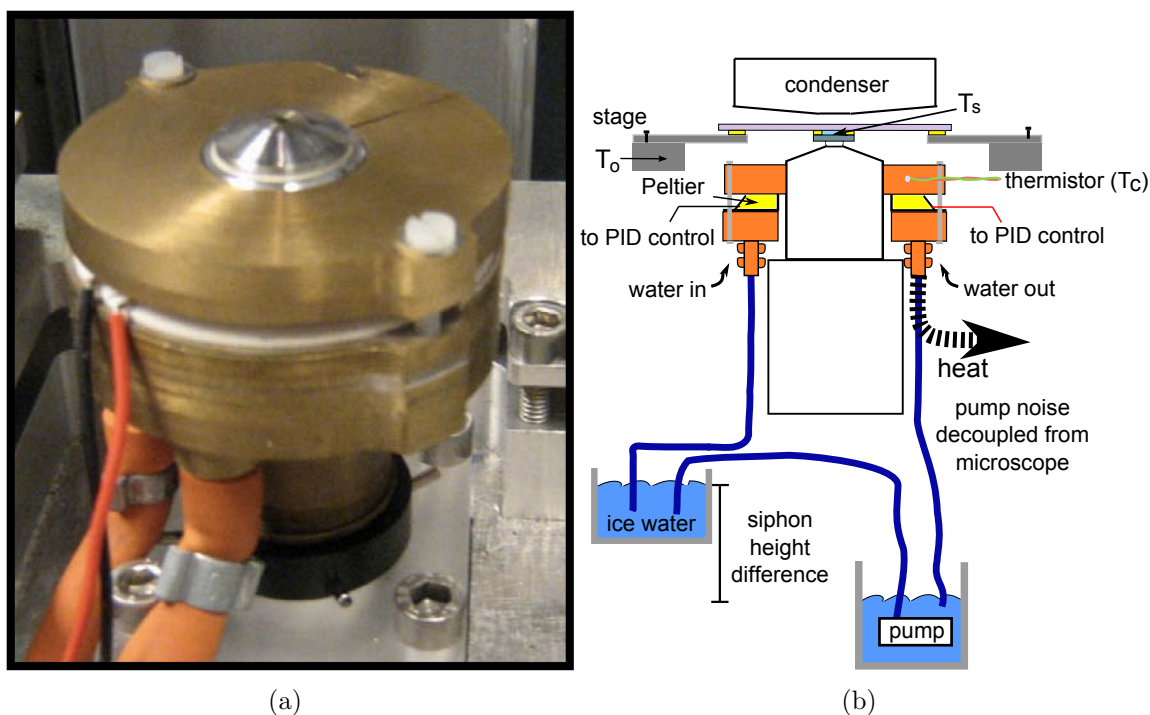 condenser
Ts
stage
To
Peltier
thermistor (Tc)
to PID control
to PID control
water in
water out
heat
pump noise
decoupled from
microscope
ice water
siphon
height
difference
pump
(a)
(b)